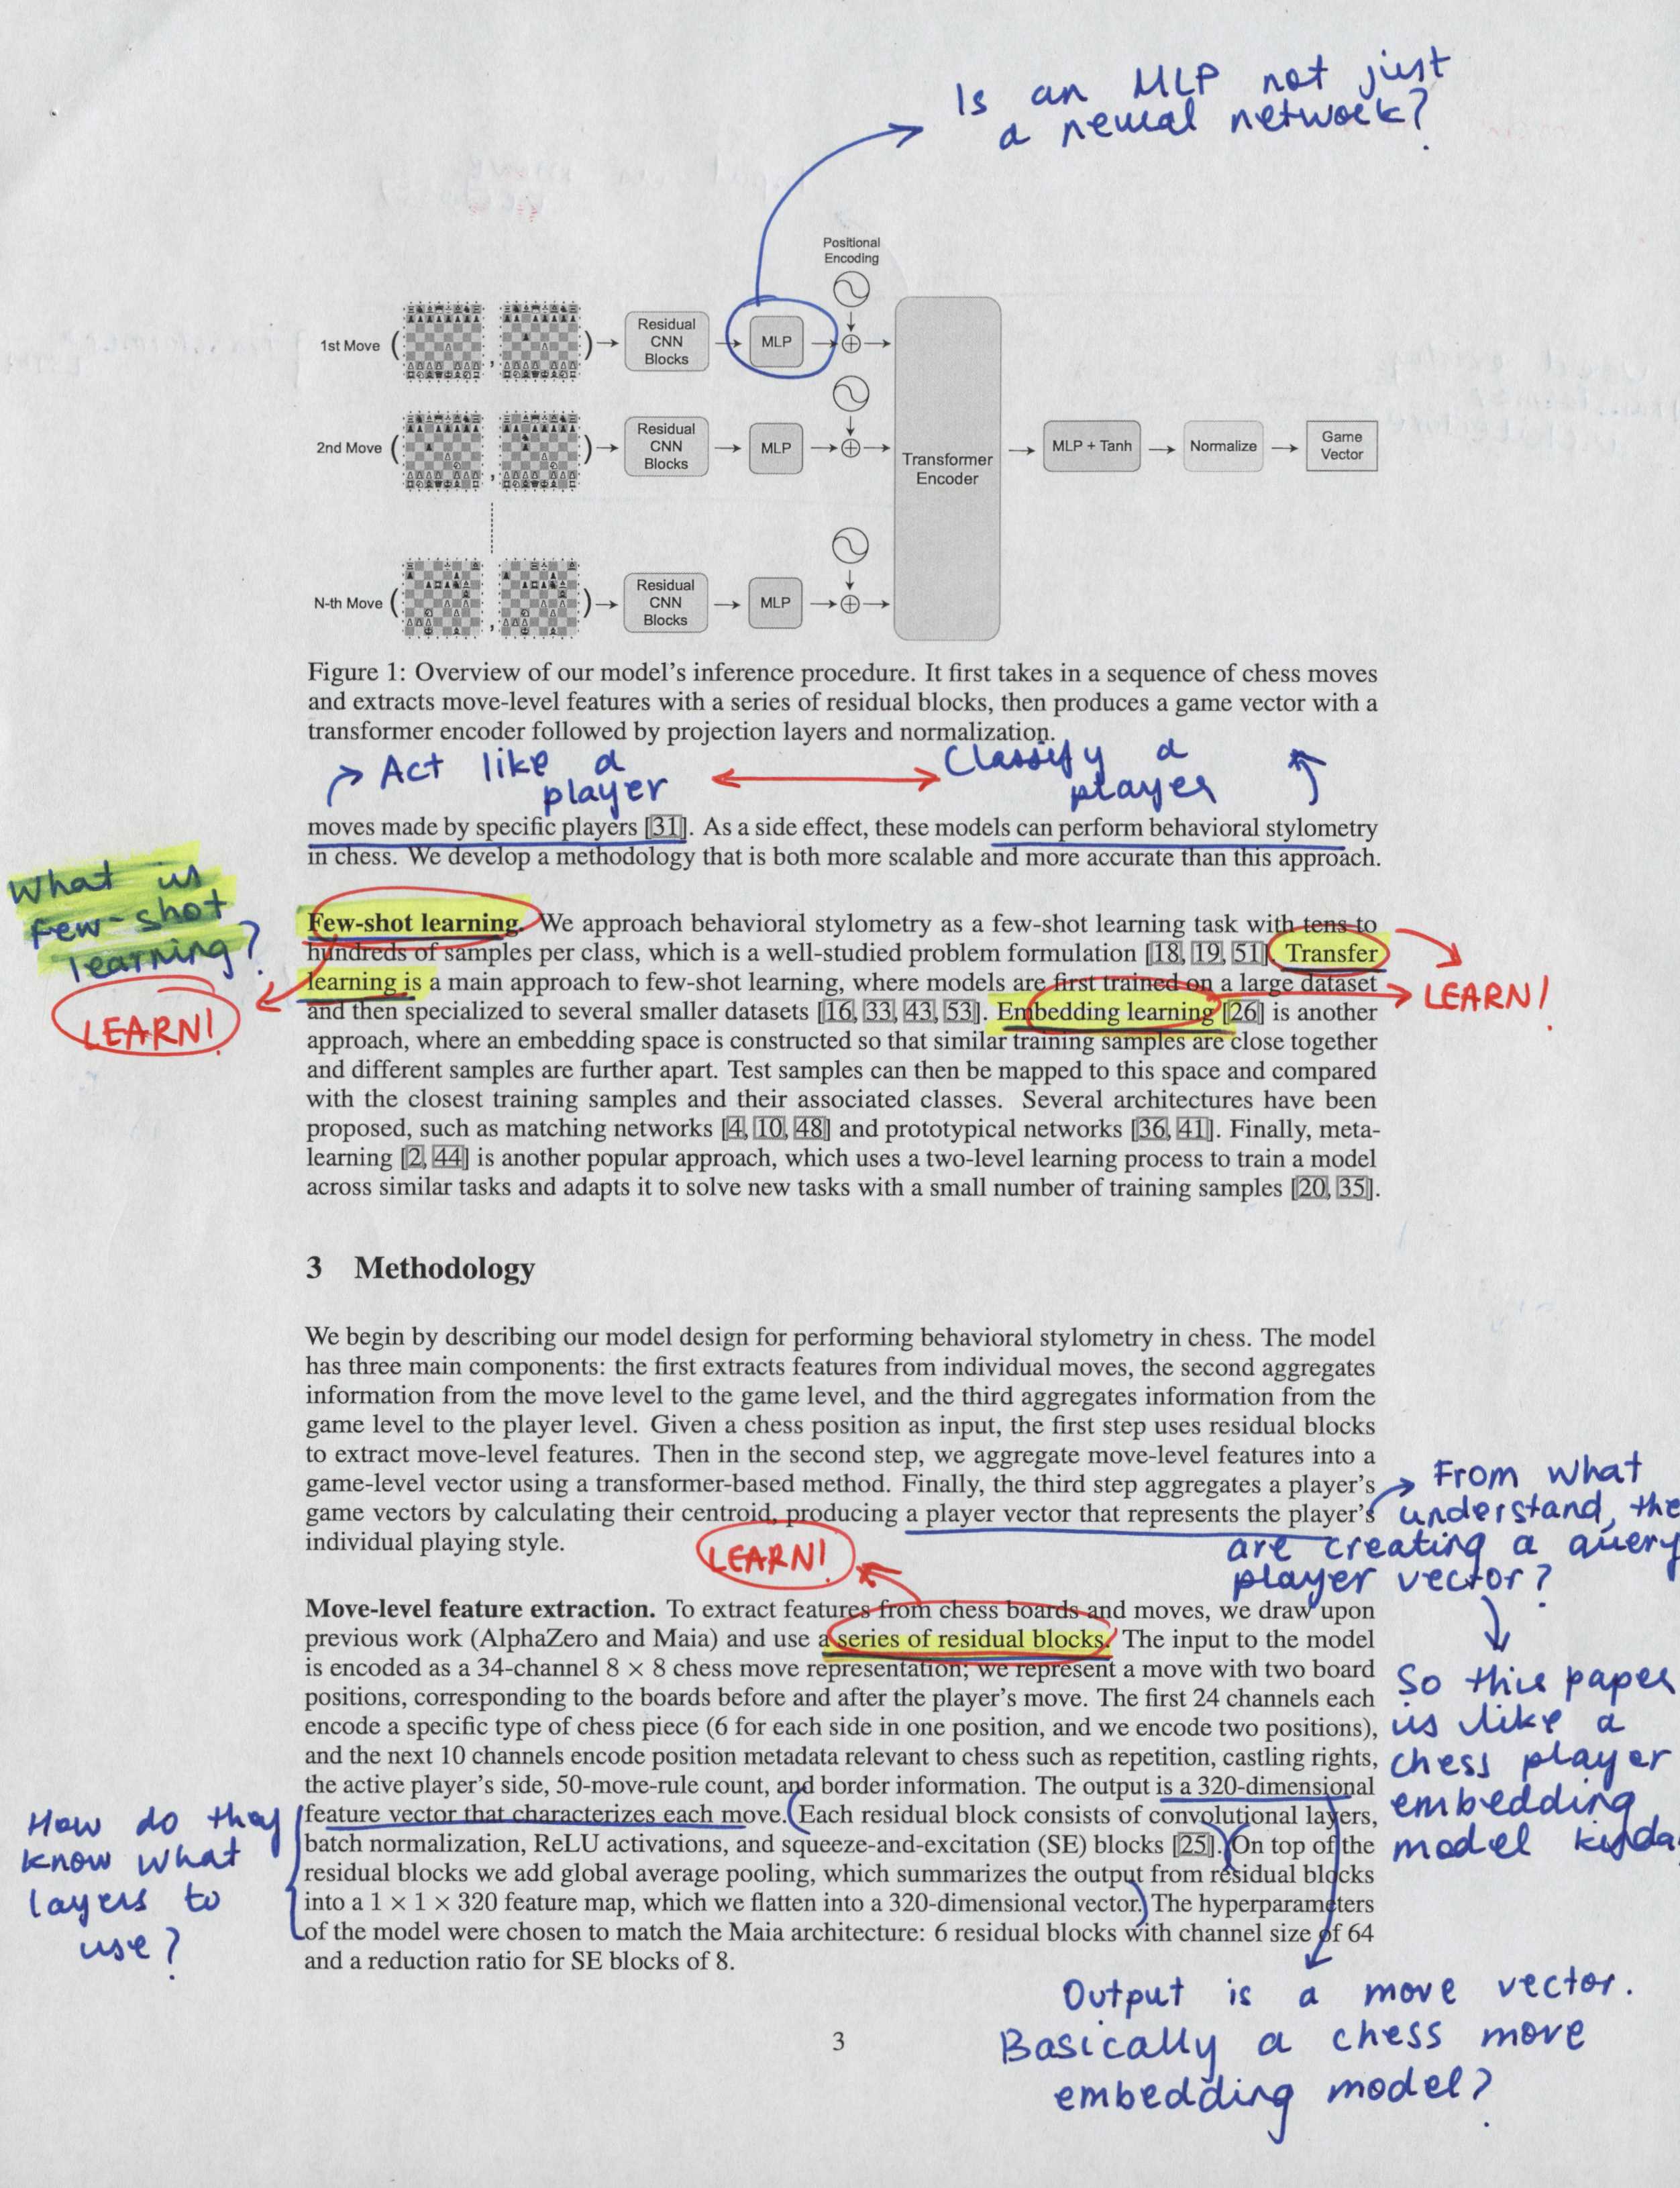 Is an MLP not just
a neural network?
Positional
Encoding
1st Move
Residual
CNN
Blocks
MLP
2nd Move
Residual
CNN
Blocks
MLP
Transformer
Encoder
MLP + Tanh
Normalize
Game
Vector
N-th Move
Residual
CNN
Blocks
MLP
Figure 1: Overview of our model's inference procedure. It first takes in a sequence of chess moves
and extracts move-level features with a series of residual blocks, then produces a game vector with a
transformer encoder followed by projection layers and normalization.
Act like a
player
Classify a
player
moves made by specific players [31]. As a side effect, these models can perform behavioral stylometry
in chess. We develop a methodology that is both more scalable and more accurate than this approach.
What is
few-shot
learning?
LEARN!
Few-shot learning. We approach behavioral stylometry as a few-shot learning task with tens to
hundreds of samples per class, which is a well-studied problem formulation [18, 19, 51]. Transfer
learning is a main approach to few-shot learning, where models are first trained on a large dataset
and then specialized to several smaller datasets [16, 33, 43, 53]. Embedding learning [26] is another
approach, where an embedding space is constructed so that similar training samples are close together
and different samples are further apart. Test samples can then be mapped to this space and compared
with the closest training samples and their associated classes. Several architectures have been
proposed, such as matching networks [4, 10, 48] and prototypical networks [36, 41]. Finally, meta-
learning [2, 44] is another popular approach, which uses a two-level learning process to train a model
across similar tasks and adapts it to solve new tasks with a small number of training samples [20, 35].
LEARN!
3 Methodology
We begin by describing our model design for performing behavioral stylometry in chess. The model
has three main components: the first extracts features from individual moves, the second aggregates
information from the move level to the game level, and the third aggregates information from the
game level to the player level. Given a chess position as input, the first step uses residual blocks
to extract move-level features. Then in the second step, we aggregate move-level features into a
game-level vector using a transformer-based method. Finally, the third step aggregates a player's
game vectors by calculating their centroid, producing a player vector that represents the player's
individual playing style.
From what
understand, the
are creating a query
player vector?
So this paper
is like a
chess player
embedding
model kinda
LEARN!
Move-level feature extraction. To extract features from chess boards and moves, we draw upon
previous work (AlphaZero and Maia) and use a series of residual blocks. The input to the model
is encoded as a 34-channel 8 × 8 chess move representation; we represent a move with two board
positions, corresponding to the boards before and after the player's move. The first 24 channels each
encode a specific type of chess piece (6 for each side in one position, and we encode two positions),
and the next 10 channels encode position metadata relevant to chess such as repetition, castling rights,
the active player's side, 50-move-rule count, and border information. The output is a 320-dimensional
feature vector that characterizes each move. Each residual block consists of convolutional layers,
batch normalization, ReLU activations, and squeeze-and-excitation (SE) blocks [25]. On top of the
residual blocks we add global average pooling, which summarizes the output from residual blocks
into a 1 × 1 × 320 feature map, which we flatten into a 320-dimensional vector. The hyperparameters
of the model were chosen to match the Maia architecture: 6 residual blocks with channel size of 64
and a reduction ratio for SE blocks of 8.
How do they
know what
layers to
use?
Output is a move vector.
Basically a chess move
embedding model?
3